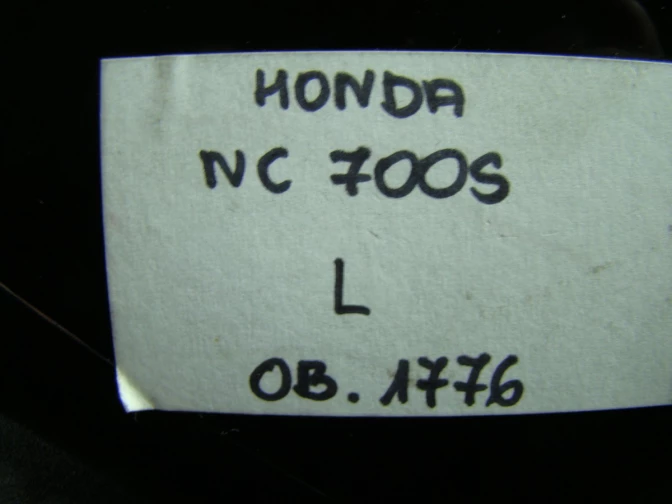 HONDA
NC 700S
L
OB. 1776